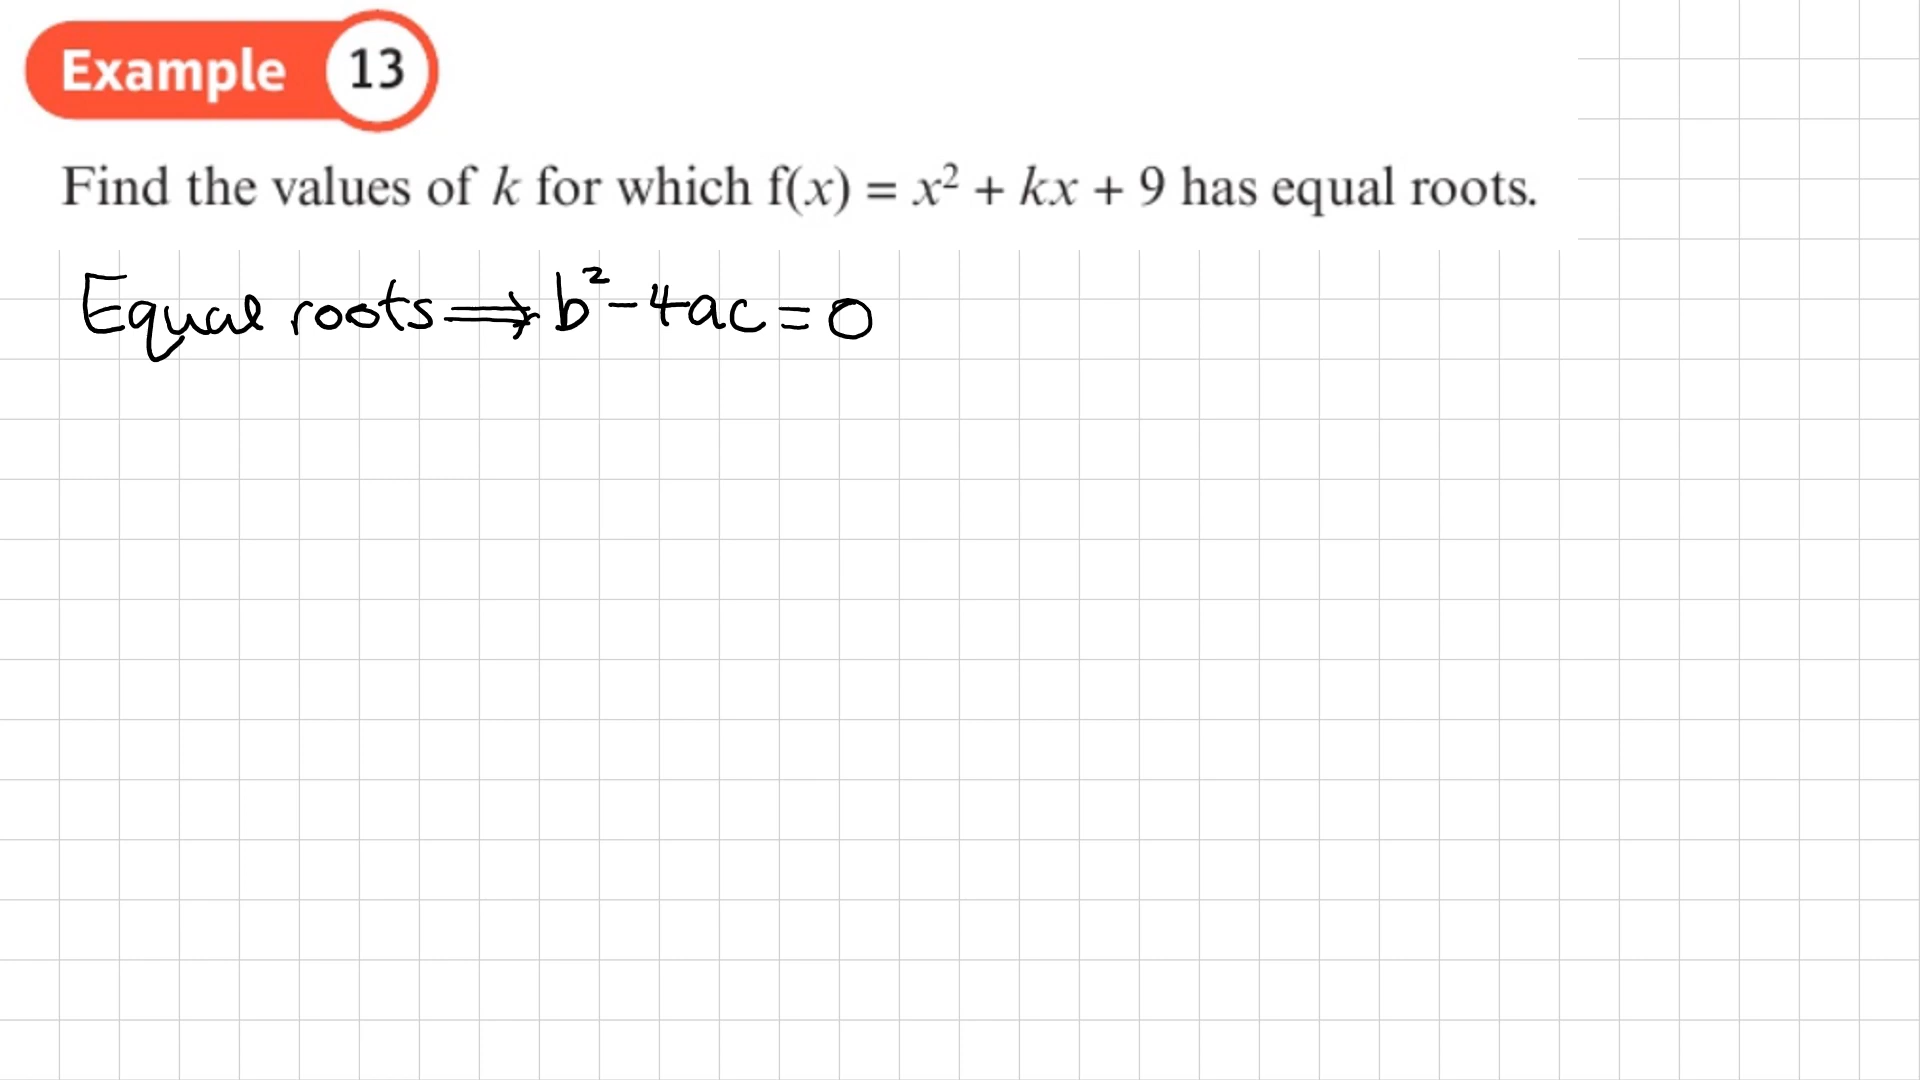 Example 13
Find the values of k for which f(x) = x² + kx + 9 has equal roots.
Equal roots ⟹ b² - 4ac = 0